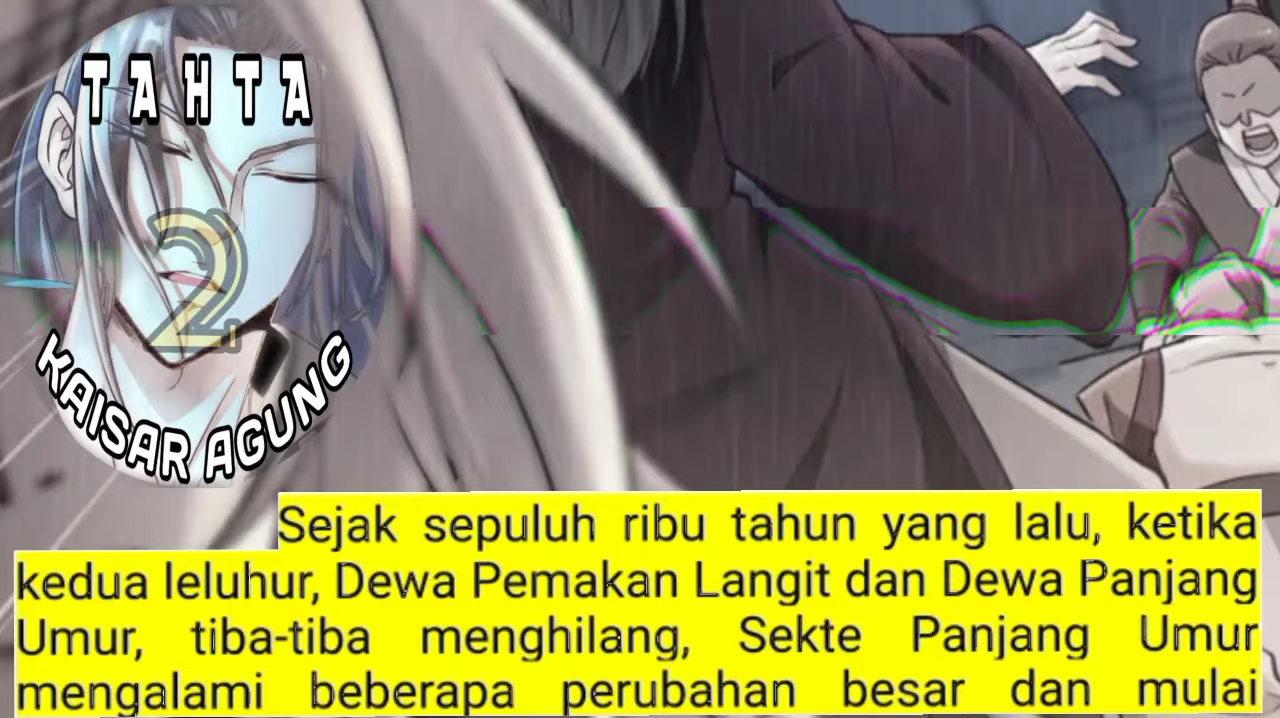 TAHTA
2
KAISAR AGUNG
Sejak sepuluh ribu tahun yang lalu, ketika
kedua leluhur, Dewa Pemakan Langit dan Dewa Panjang
Umur, tiba-tiba menghilang, Sekte Panjang Umur
mengalami beberapa perubahan besar dan mulai